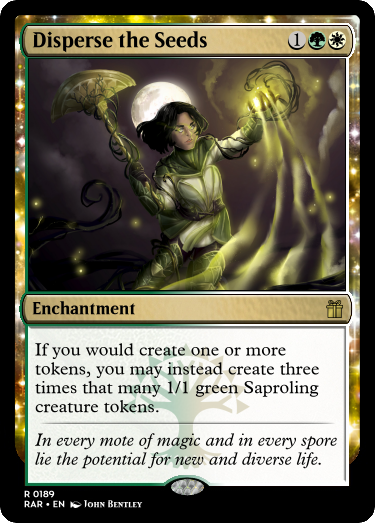 Disperse the Seeds 1
Enchantment
If you would create one or more
tokens, you may instead create three
times that many 1/1 green Saproling
creature tokens.
In every mote of magic and in every spore
lie the potential for new and diverse life.
R 0189
RAR • EN John Bentley